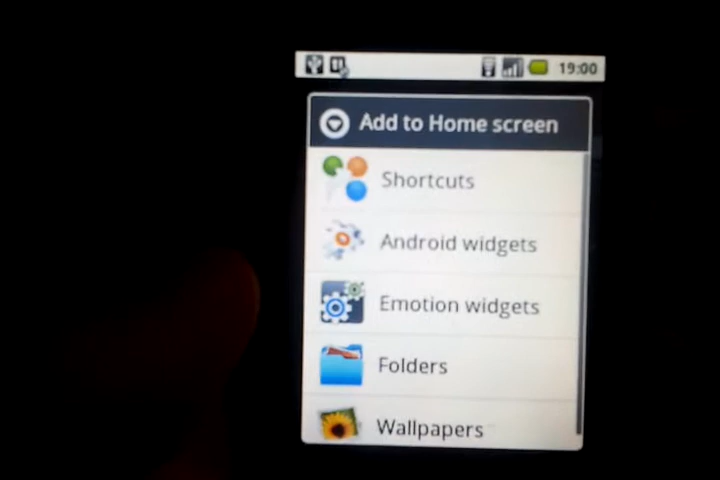 19:00
Add to Home screen
Shortcuts
Android widgets
Emotion widgets
Folders
Wallpapers